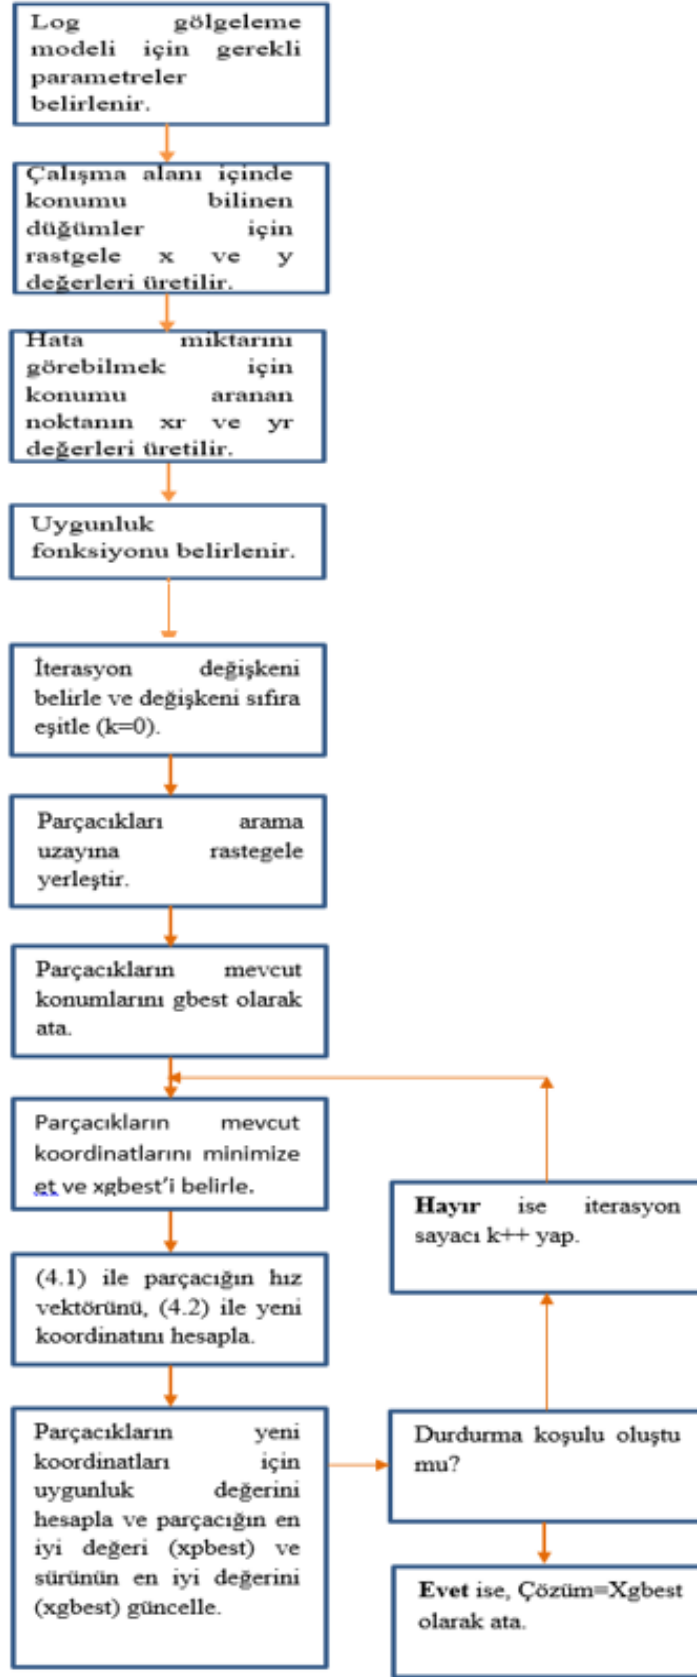 Log gölgeleme
modeli için gerekli
parametreler
belirlenir.
Çalışma alanı içinde
konumu bilinen
düğümler için
rastgele x ve y
değerleri üretilir.
Hata miktarını
görebilmek için
konumu aranan
noktanın xr ve yr
değerleri üretilir.
Uygunluk
fonksiyonu belirlenir.
İterasyon değişkeni
belirle ve değişkeni sıfıra
eşitle (k=0).
Parçacıkları arama
uzayına rastegele
yerleştir.
Parçacıkların mevcut
konumlarını gbest olarak
ata.
Parçacıkların mevcut
koordinatlarını minimize
et ve xgbest’i belirle.
(4.1) ile parçacığın hız
vektörünü, (4.2) ile yeni
koordinatını hesapla.
Parçacıkların yeni
koordinatları için
uygunluk değerini
hesapla ve parçacığın en
iyi değeri (xpbest) ve
sürünün en iyi değerini
(xgbest) güncelle.
Durdurma koşulu oluştu
mu?
Hayır ise iterasyon
sayacı k++ yap.
Evet ise, Çözüm=Xgbest
olarak ata.